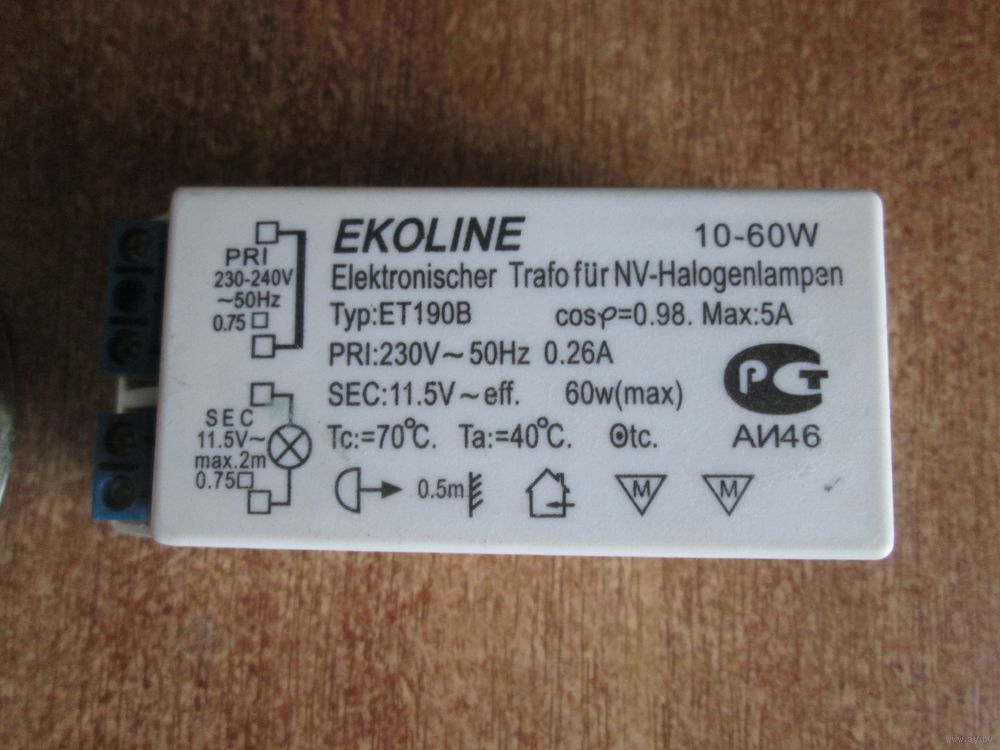 EKOLINE 10-60W
Elektronischer Trafo für NV-Halogenlampen
Typ:ET190B cosφ=0.98. Max:5A
PRI:230V~50Hz 0.26A
SEC:11.5V~eff. 60w(max)
Tc:=70°C. Ta:=40°C. tc.
0.5m
M M
PRI
230-240V
~50Hz
0.75
SEC
11.5V~
max.2m
0.75
РСТ
АИ46